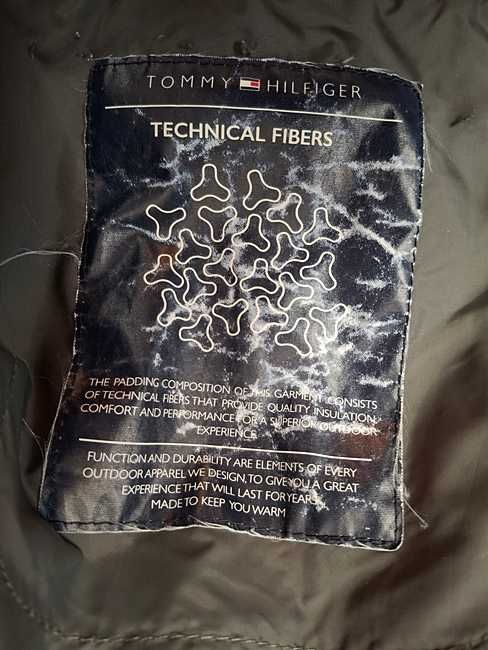 TOMMY HILFIGER
TECHNICAL FIBERS
THE PADDING COMPOSITION OF THIS GARMENT CONSISTS
OF TECHNICAL FIBERS THAT PROVIDE QUALITY INSULATION,
COMFORT AND PERFORMANCE FOR A SUPERIOR OUTDOOR
EXPERIENCE
FUNCTION AND DURABILITY ARE ELEMENTS OF EVERY
OUTDOOR APPAREL WE DESIGN, TO GIVE YOU A GREAT
EXPERIENCE THAT WILL LAST FOR YEARS
MADE TO KEEP YOU WARM